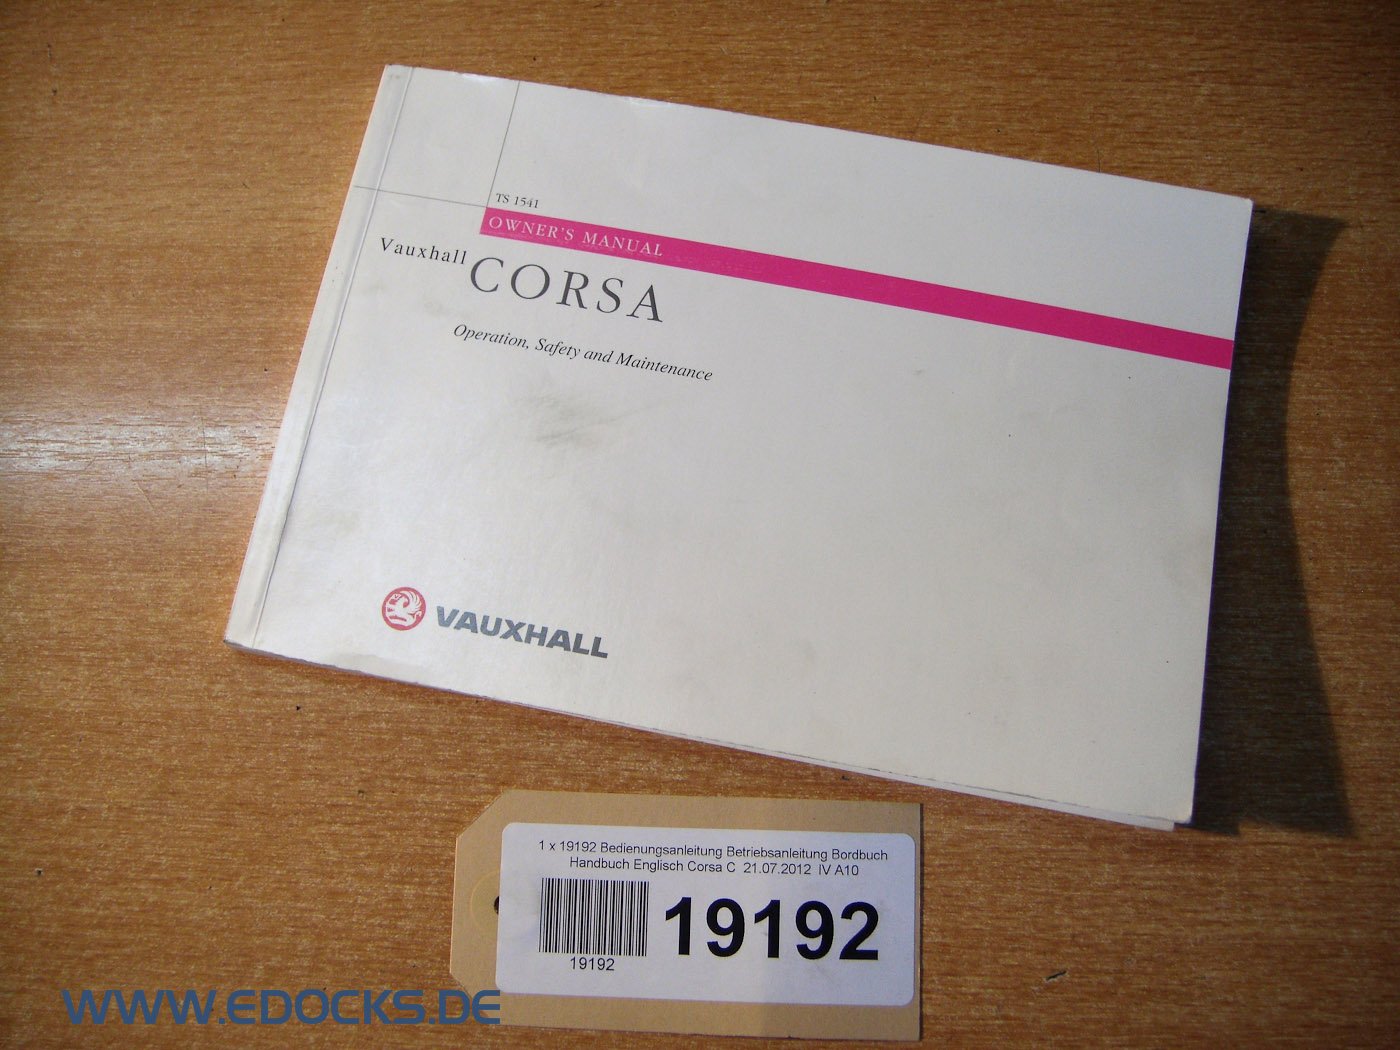 TS 1541
OWNER'S MANUAL
Vauxhall CORSA
Operation, Safety and Maintenance
VAUXHALL
1 x 19192 Bedienungsanleitung Betriebsanleitung Bordbuch
Handbuch Englisch Corsa C 21.07.2012 IV A10
19192
19192
WWW.EDOCKS.DE